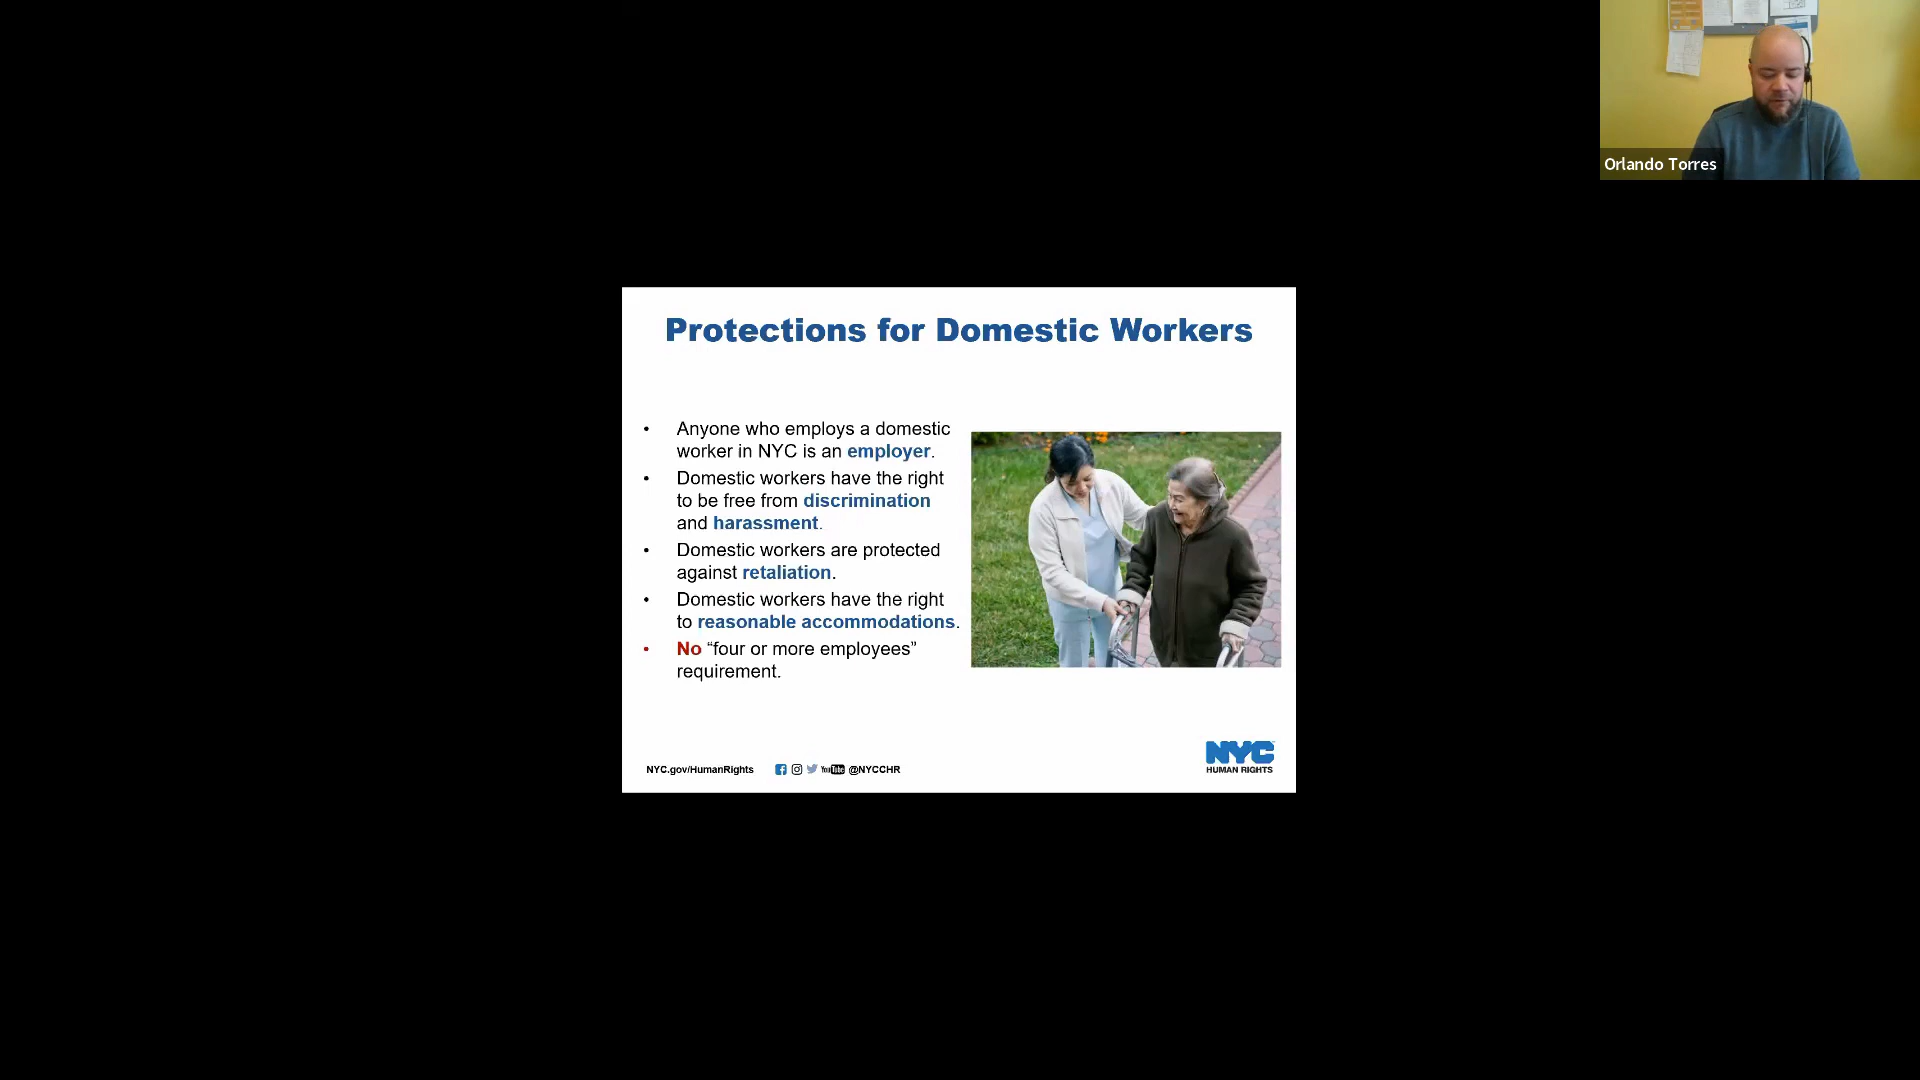 Orlando Torres
Protections for Domestic Workers
• Anyone who employs a domestic
worker in NYC is an employer.
• Domestic workers have the right
to be free from discrimination
and harassment.
• Domestic workers are protected
against retaliation.
• Domestic workers have the right
to reasonable accommodations.
• No “four or more employees”
requirement.
NYC.gov/HumanRights YouTube @NYCCHR
NYC
HUMAN RIGHTS